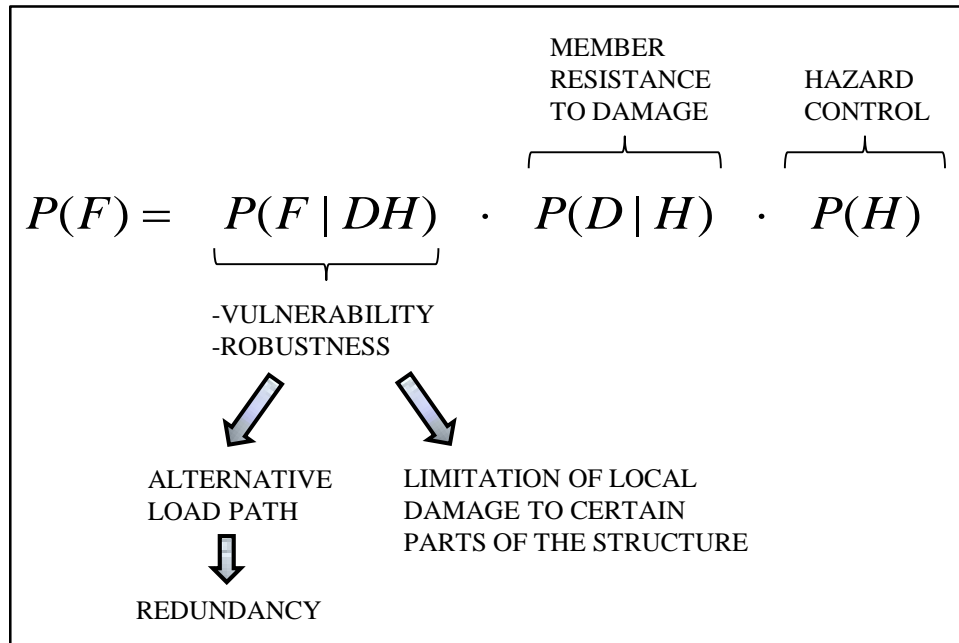 MEMBER
RESISTANCE
TO DAMAGE
HAZARD
CONTROL
P(F) = P(F | DH) · P(D | H) · P(H)
-VULNERABILITY
-ROBUSTNESS
ALTERNATIVE
LOAD PATH
LIMITATION OF LOCAL
DAMAGE TO CERTAIN
PARTS OF THE STRUCTURE
REDUNDANCY